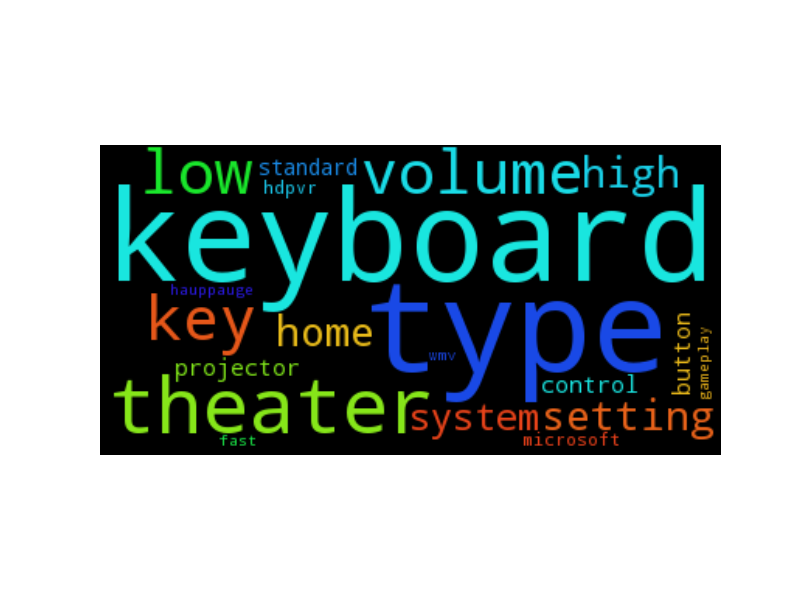 low standard volume high
hdpvr
keyboard
hauppauge
key home type
wmv
projector
button
gameplay
control
theater system setting
fast microsoft